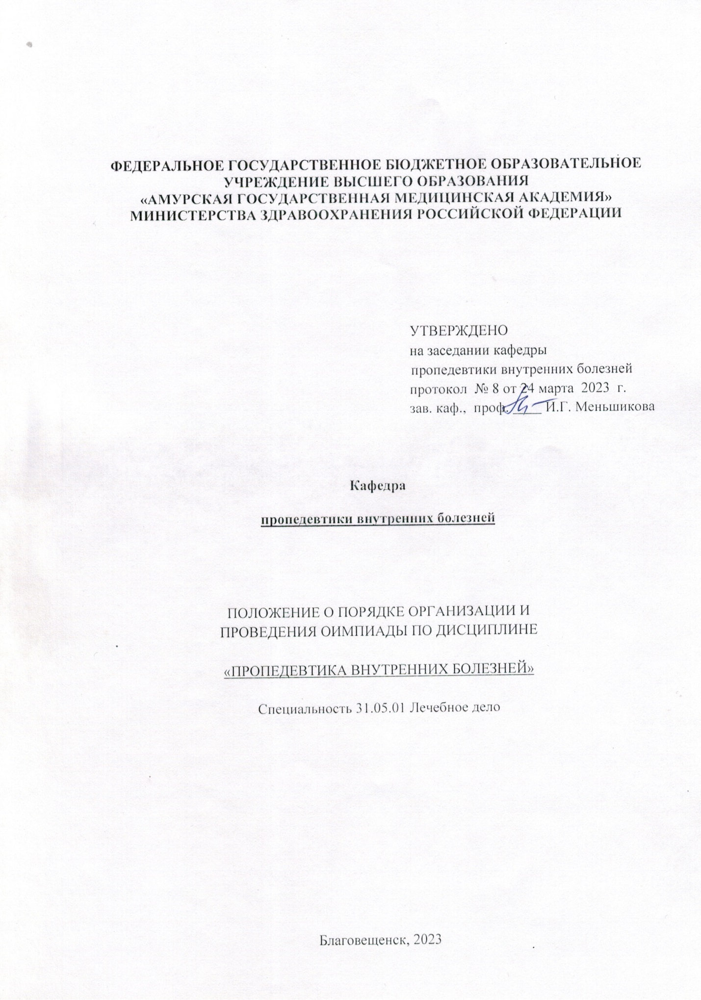 ФЕДЕРАЛЬНОЕ ГОСУДАРСТВЕННОЕ БЮДЖЕТНОЕ ОБРАЗОВАТЕЛЬНОЕ
УЧРЕЖДЕНИЕ ВЫСШЕГО ОБРАЗОВАНИЯ
«АМУРСКАЯ ГОСУДАРСТВЕННАЯ МЕДИЦИНСКАЯ АКАДЕМИЯ»
МИНИСТЕРСТВА ЗДРАВООХРАНЕНИЯ РОССИЙСКОЙ ФЕДЕРАЦИИ
УТВЕРЖДЕНО
на заседании кафедры
пропедевтики внутренних болезней
протокол № 8 от 24 марта 2023 г.
зав. каф., проф. ____ И.Г. Меньшикова
Кафедра
пропедевтики внутренних болезней
ПОЛОЖЕНИЕ О ПОРЯДКЕ ОРГАНИЗАЦИИ И
ПРОВЕДЕНИЯ ОИМПИАДЫ ПО ДИСЦИПЛИНЕ
«ПРОПЕДЕВТИКА ВНУТРЕННИХ БОЛЕЗНЕЙ»
Специальность 31.05.01 Лечебное дело
Благовещенск, 2023